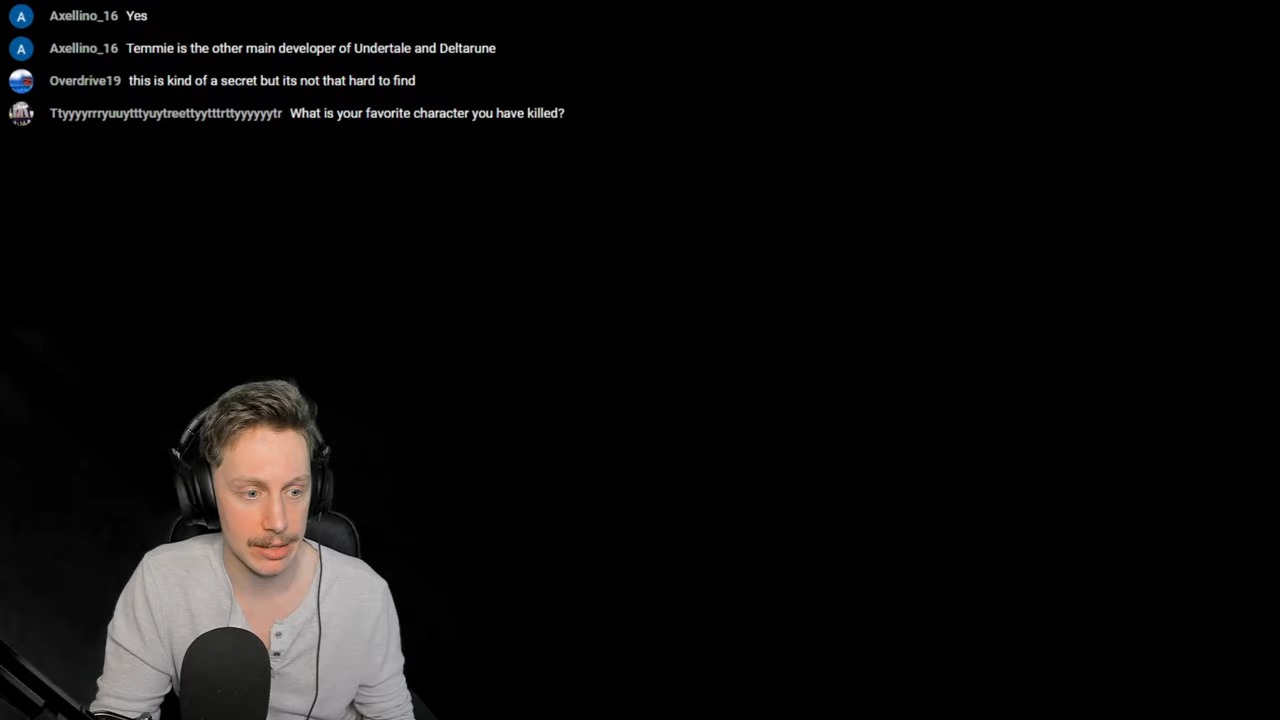 A Axellino_16 Yes
A Axellino_16 Temmie is the other main developer of Undertale and Deltarune
Overdrive19 this is kind of a secret but its not that hard to find
Ttyyyyrrryuuytttyuytreettyytttrttyyyyyytr What is your favorite character you have killed?